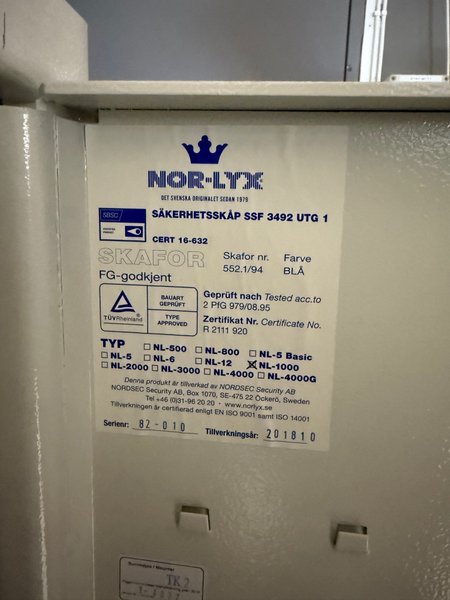 NOR-LYX
DET SVENSKA ORIGINALET SEDAN 1979
SBSC
SÄKERHETSSKÅP SSF 3492 UTG 1
CERT 16-632
SKAFOR
Skafor nr. Farve
552.1/94 BLÅ
FG-godkjent
TÜVRheinland
BAUART GEPRÜFT
TYPE APPROVED
Geprüft nach Tested acc.to
2 PfG 979/08.95
Zertifikat Nr. Certificate No.
R 2111 920
TYP
NL-500 NL-800 NL-5 Basic
NL-5 NL-6 NL-12 NL-1000
NL-2000 NL-3000 NL-4000 NL-4000G
Denna produkt är tillverkad av NORDSEC Security AB
NORDSEC Security AB, Box 1070, SE-475 22 Öckerö, Sweden
Tel +46 (0)31-96 20 20 • www.norlyx.se
Tillverkningen är certifierad enligt EN ISO 9001 samt ISO 14001
Serienr: 82-010 Tillverkningsår: 201810
TK2